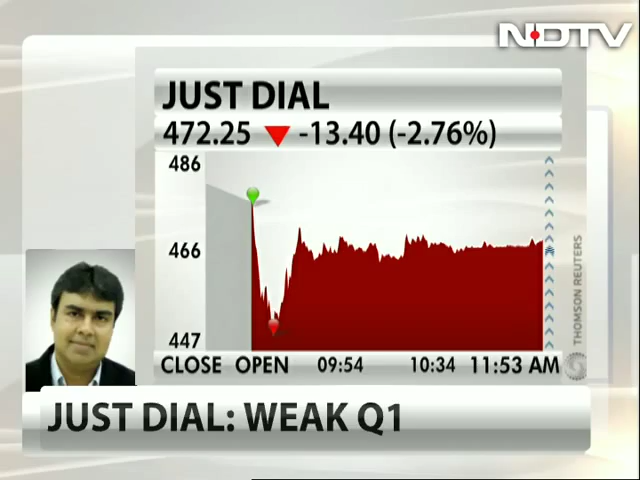 NDTV
JUST DIAL
472.25 ▼ -13.40 (-2.76%)
486
466
447
CLOSE OPEN 09:54 10:34 11:53 AM
THOMSON REUTERS
JUST DIAL: WEAK Q1